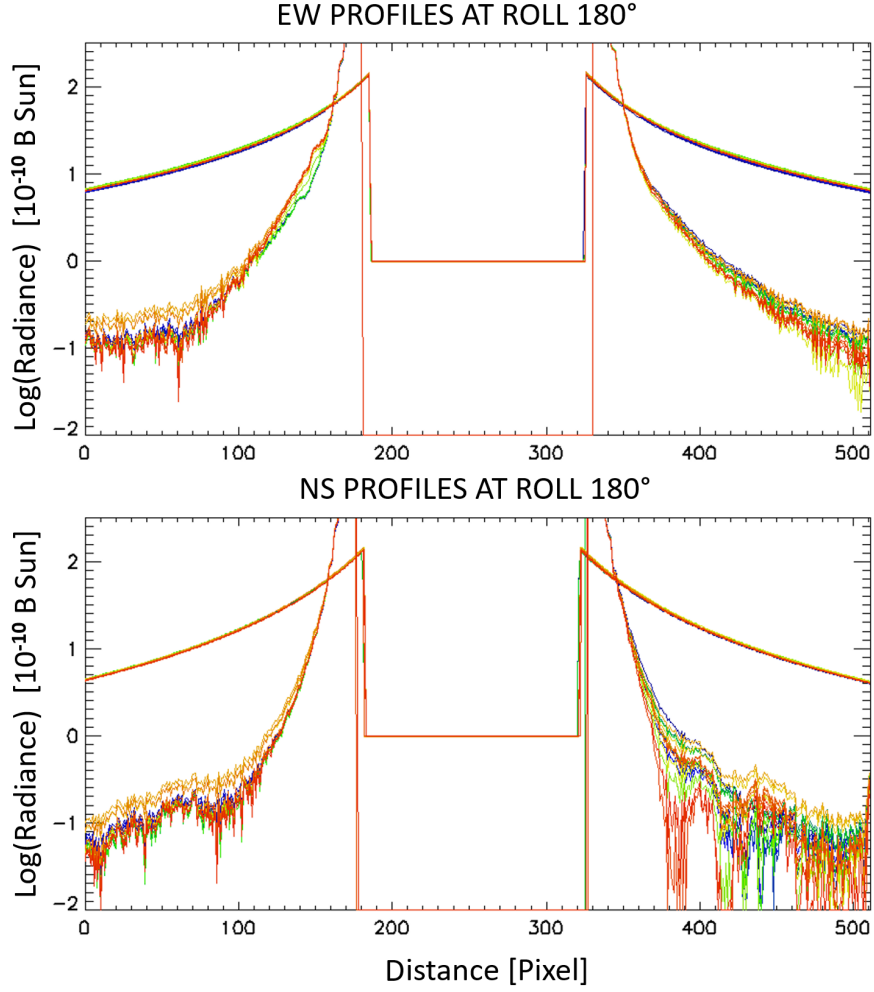 EW PROFILES AT ROLL 180°
Log(Radiance) [10-10 B Sun]
2
1
0
-1
-2
0 100 200 300 400 500
NS PROFILES AT ROLL 180°
Log(Radiance) [10-10 B Sun]
2
1
0
-1
-2
0 100 200 300 400 500
Distance [Pixel]